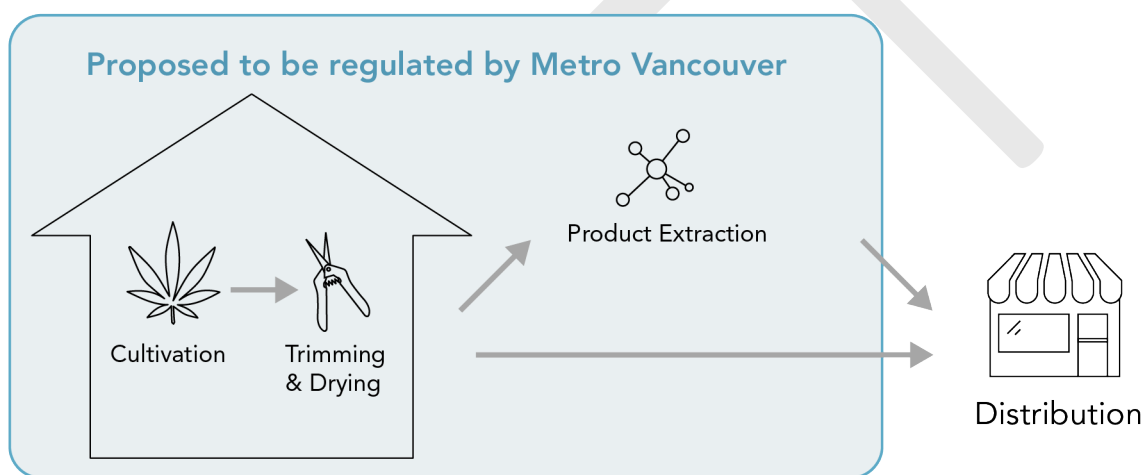 Proposed to be regulated by Metro Vancouver
Product Extraction
Cultivation
Trimming
& Drying
Distribution